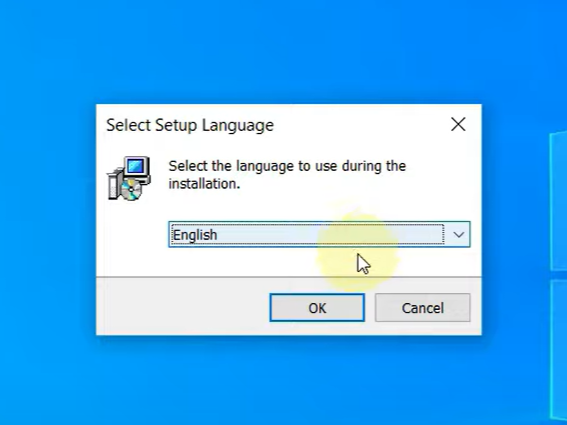 Select Setup Language
Select the language to use during the
installation.
English
OK
Cancel